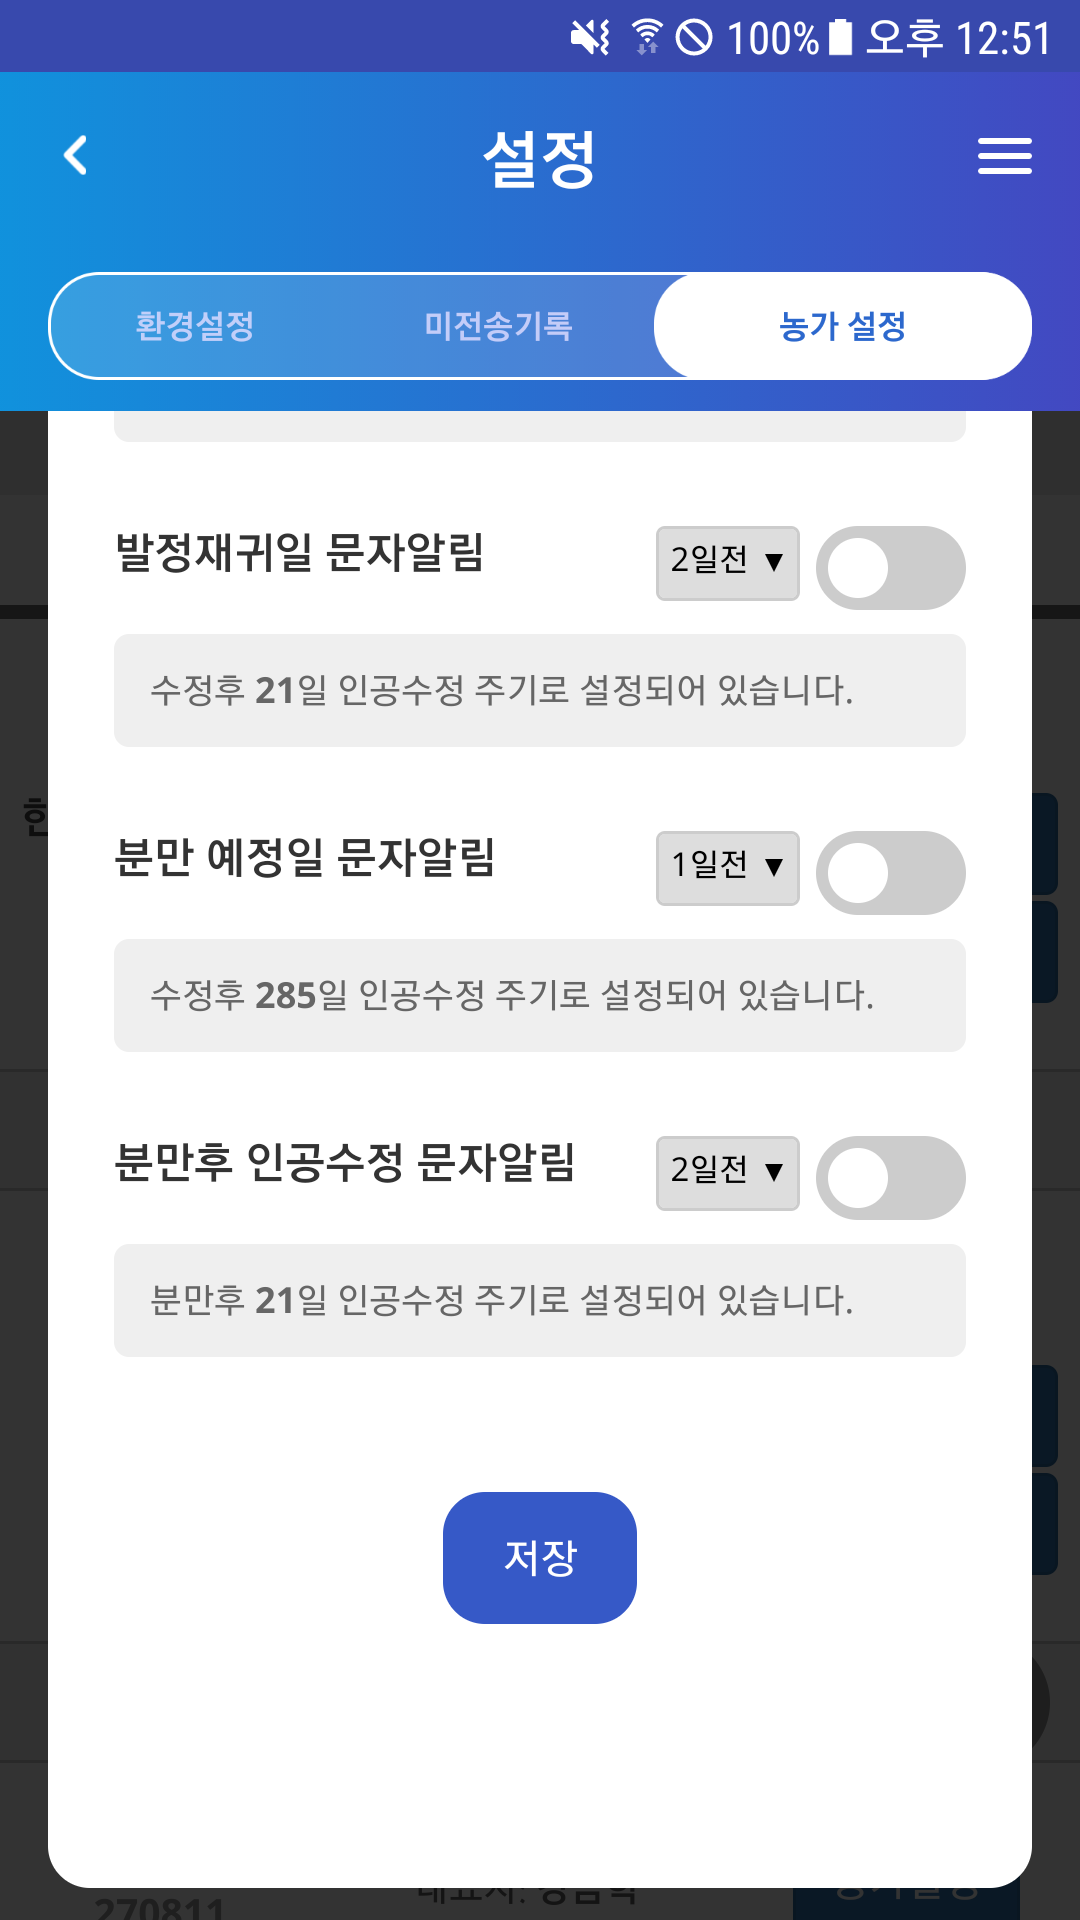 100% 오후 12:51
설정
환경설정 미전송기록 농가 설정
발정재귀일 문자알림 2일전 ▼
수정후 21일 인공수정 주기로 설정되어 있습니다.
분만 예정일 문자알림 1일전 ▼
수정후 285일 인공수정 주기로 설정되어 있습니다.
분만후 인공수정 문자알림 2일전 ▼
분만후 21일 인공수정 주기로 설정되어 있습니다.
저장
270811